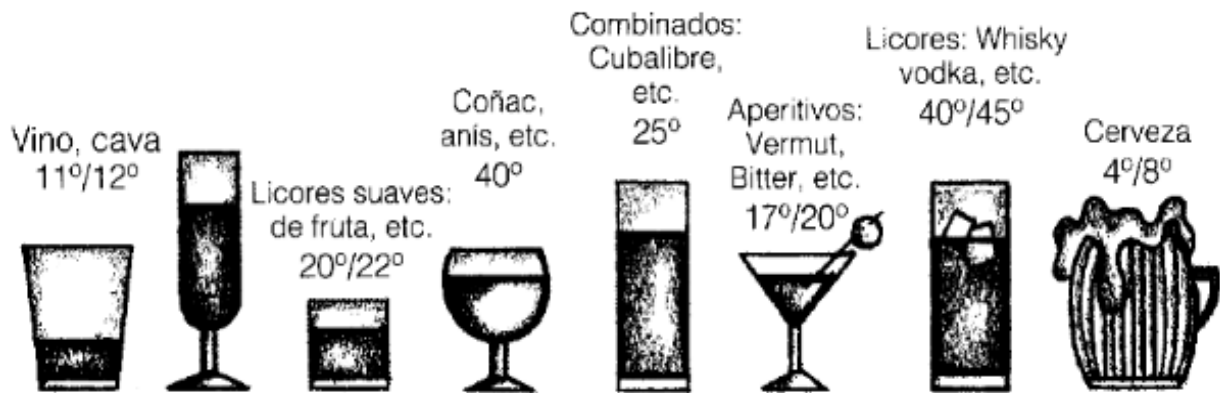 Vino, cava
11º/12º
Licores suaves:
de fruta, etc.
20º/22º
Coñac,
anís, etc.
40º
Combinados:
Cubalibre,
etc.
25º
Aperitivos:
Vermut,
Bitter, etc.
17º/20º
Licores: Whisky
vodka, etc.
40º/45º
Cerveza
4º/8º